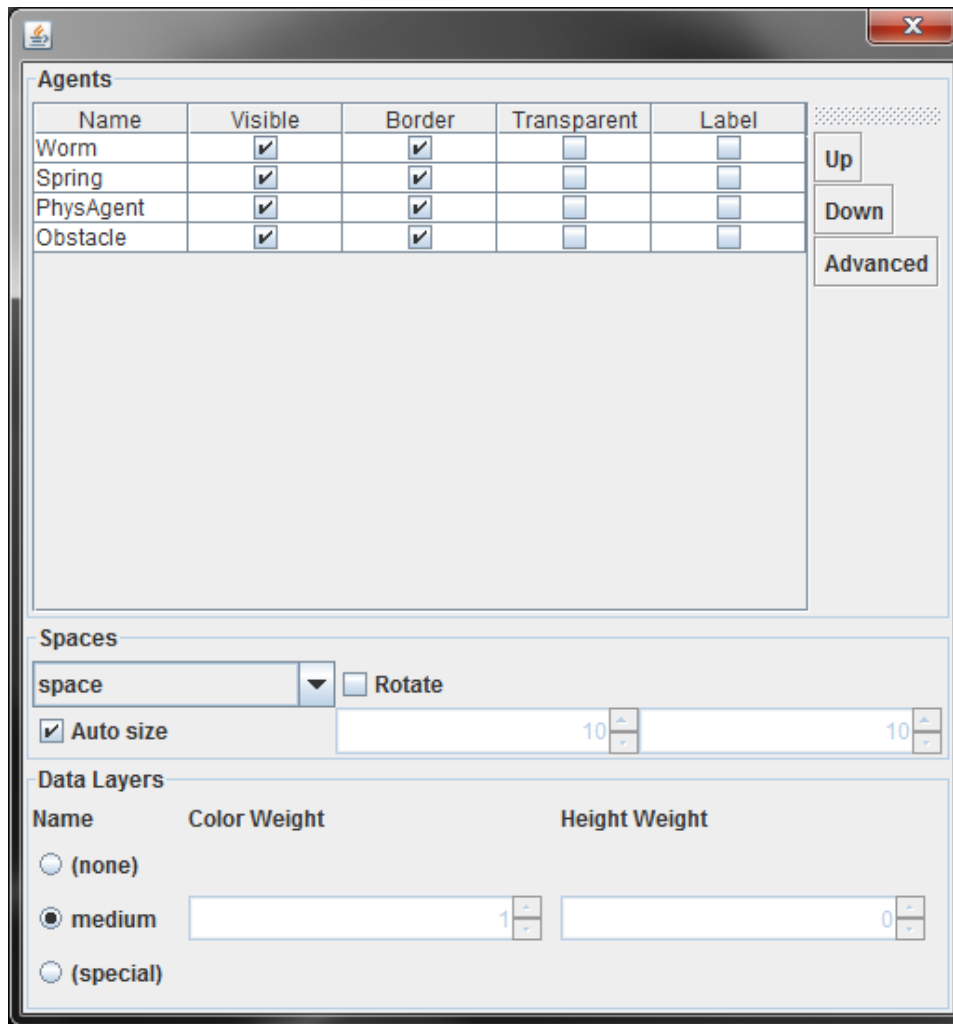 Agents
Name Visible Border Transparent Label
Worm
Spring
PhysAgent
Obstacle
Up
Down
Advanced
Spaces
space Rotate
Auto size 10 10
Data Layers
Name Color Weight Height Weight
(none)
medium 1 0
(special)